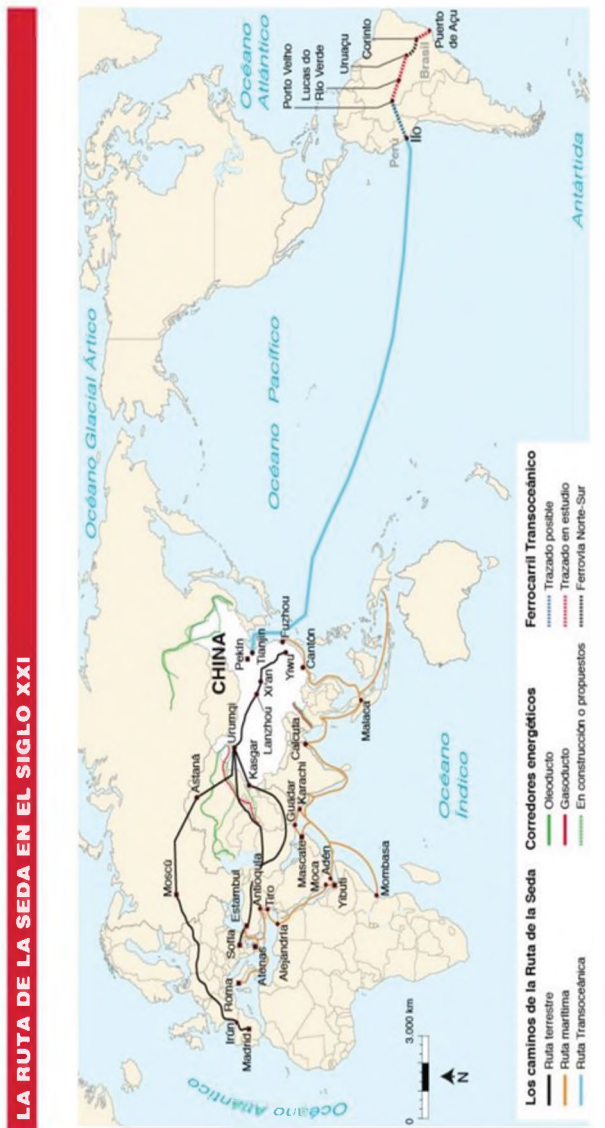 LA RUTA DE LA SEDA EN EL SIGLO XXI
Océano Glacial Ártico
Océano Atlántico
Océano
Atlántico
Océano Pacífico
Océano
Índico
Antártida
CHINA
Moscú
Astaná
Urumqi
Pekín
Tianjin
Xi'an
Lanzhou
Yiwu
Fuzhou
Cantón
Kasgar
Calcuta
Malaca
Irún
Madrid
Roma
Sofía
Estambul
Atenas
Antioquía
Tiro
Alejandría
Guadar
Karachi
Mascate
Moca
Adén
Yibuti
Mombasa
Porto Velho
Lucas do
Rio Verde
Uruaçu
Corinto
Puerto
de Açu
Brasil
Perú
Ilo
0
3.000 km
N
Los caminos de la Ruta de la Seda
Ruta terrestre
Ruta marítima
Ruta Transoceánica
Corredores energéticos
Oleoducto
Gasoducto
En construcción o propuestos
Ferrocarril Transoceánico
Trazado posible
Trazado en estudio
Ferrovía Norte-Sur